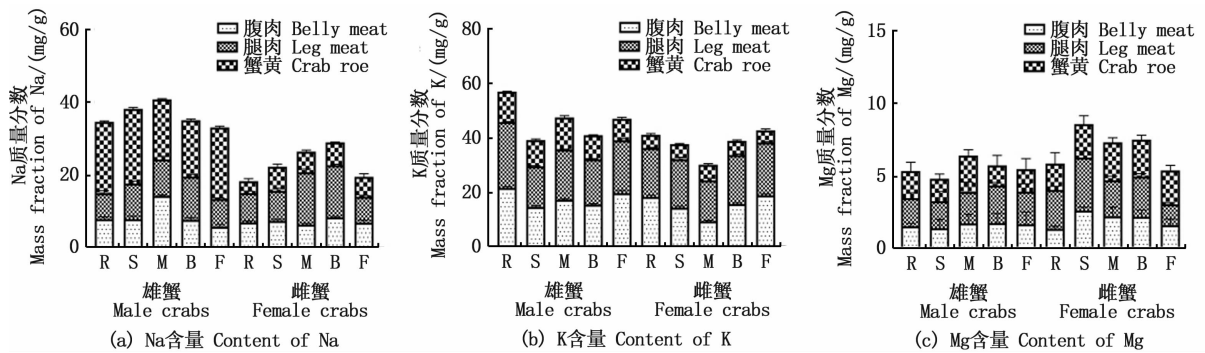 Na质量分数
Mass fraction of Na/(mg/g)
60
40
20
0
腹肉 Belly meat
腿肉 Leg meat
蟹黄 Crab roe
R S M B F R S M B F
雄蟹 雌蟹
Male crabs Female crabs
(a) Na含量 Content of Na
K质量分数
Mass fraction of K/(mg/g)
80
60
40
20
0
腹肉 Belly meat
腿肉 Leg meat
蟹黄 Crab roe
R S M B F R S M B F
雄蟹 雌蟹
Male crabs Female crabs
(b) K含量 Content of K
Mg质量分数
Mass fraction of Mg/(mg/g)
15
10
5
0
腹肉 Belly meat
腿肉 Leg meat
蟹黄 Crab roe
R S M B F R S M B F
雄蟹 雌蟹
Male crabs Female crabs
(c) Mg含量 Content of Mg